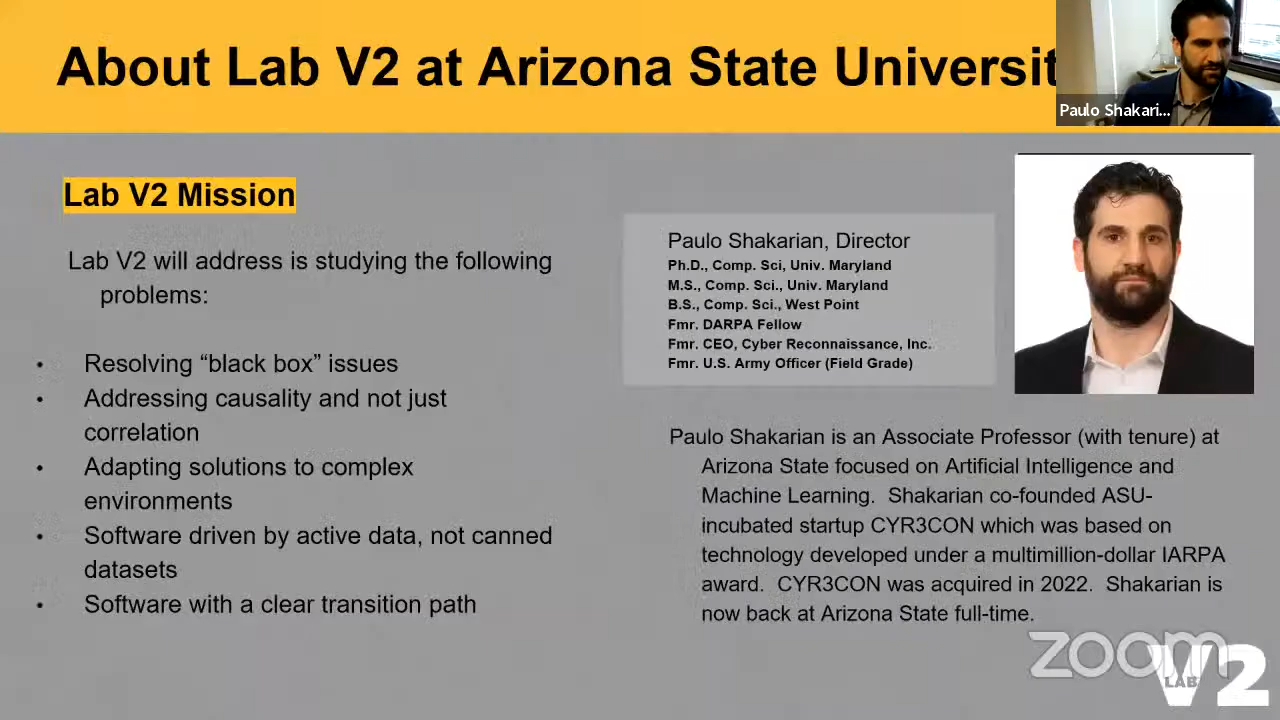 About Lab V2 at Arizona State Universit
Paulo Shakari...
Lab V2 Mission
Lab V2 will address is studying the following
problems:
• Resolving “black box” issues
• Addressing causality and not just
correlation
• Adapting solutions to complex
environments
• Software driven by active data, not canned
datasets
• Software with a clear transition path
Paulo Shakarian, Director
Ph.D., Comp. Sci, Univ. Maryland
M.S., Comp. Sci., Univ. Maryland
B.S., Comp. Sci., West Point
Fmr. DARPA Fellow
Fmr. CEO, Cyber Reconnaissance, Inc.
Fmr. U.S. Army Officer (Field Grade)
Paulo Shakarian is an Associate Professor (with tenure) at
Arizona State focused on Artificial Intelligence and
Machine Learning. Shakarian co-founded ASU-
incubated startup CYR3CON which was based on
technology developed under a multimillion-dollar IARPA
award. CYR3CON was acquired in 2022. Shakarian is
now back at Arizona State full-time.
zoom
LAB V2